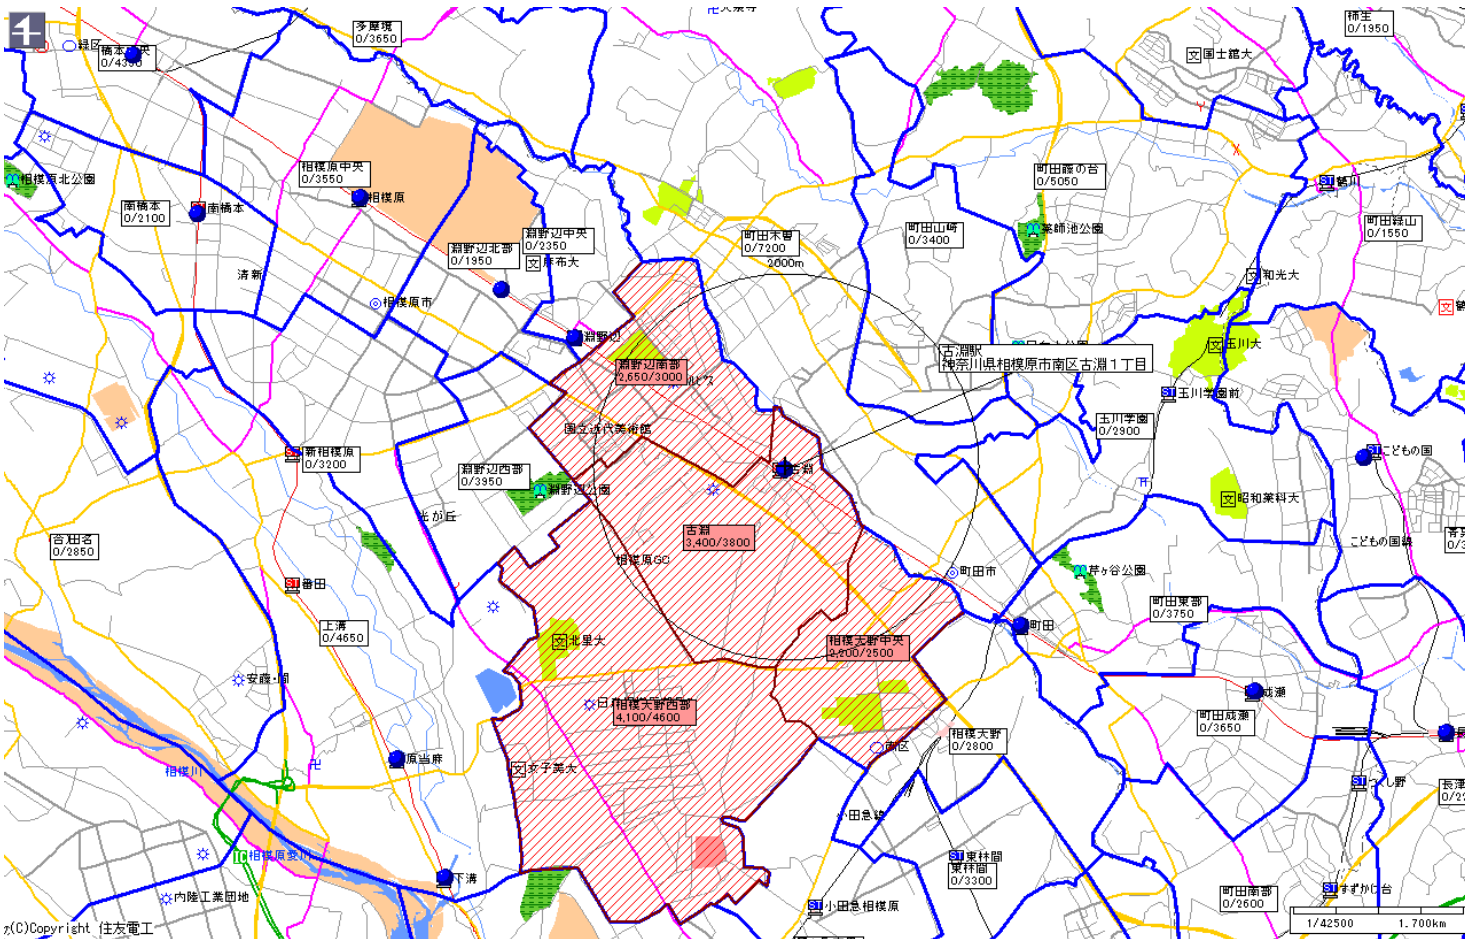 4
緑区
橋本中央
0/4350
多摩境
0/3650
柿生
0/1950
国士舘大
相模原北公園
相模原中央
0/3550
相模原
南橋本
0/2100
南橋本
淵野辺北部
0/1950
淵野辺中央
0/2350
麻布大
町田木曽
0/7200
2000m
町田山崎
0/3400
町田藤の台
0/5050
薬師池公園
鶴川
町田緑山
0/1550
和光大
清新
相模原市
淵野辺
淵野辺南部
2,650/3000
古淵駅
神奈川県相模原市南区古淵1丁目
玉川大
玉川学園前
玉川学園
0/2900
国立近代美術館
新相模原
0/3200
淵野辺西部
0/3950
淵野辺公園
古淵
こどもの国
昭和薬科大
光が丘
古淵
3,400/3800
相模原GC
こどもの国線
0/2850
番田
町田市
芹ヶ谷公園
町田東部
0/3750
上溝
0/4650
北里大
相模大野中央
2,200/2500
町田
安藤・間
相模大野西部
4,100/4600
成瀬
町田成瀬
0/3650
相模大野
0/2800
南区
原当麻
女子美大
相模川
つくし野
小田急線
相模原愛川
下溝
東林間
東林間
0/3300
内陸工業団地
小田急相模原
町田南部
0/2600
すずかけ台
(C)Copyright 住友電工
1/42500 1.700km